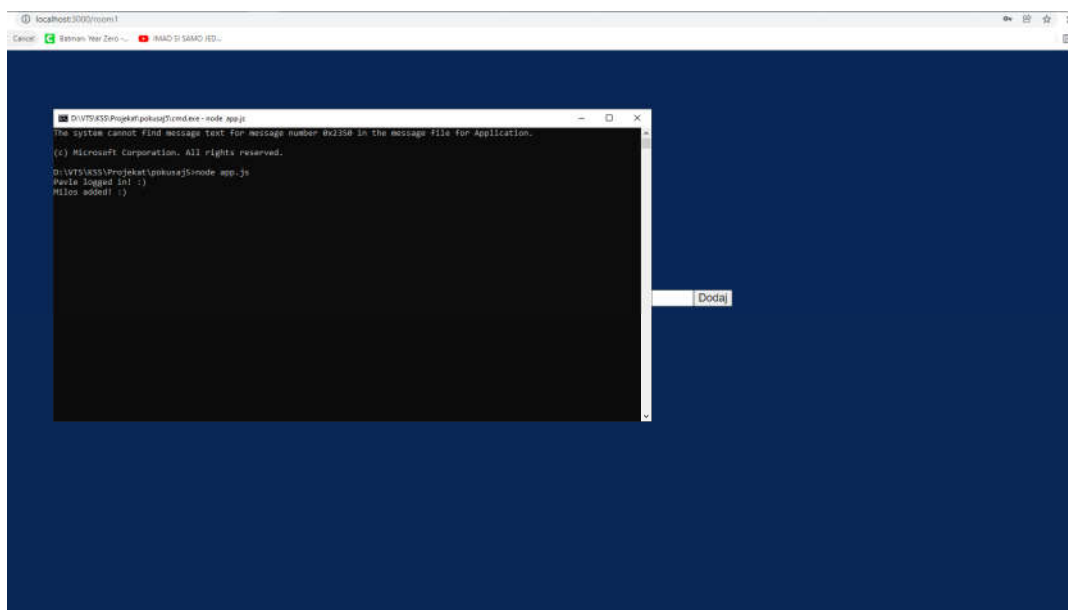 localhost:3000/room1
Batman: Year Zero -...
IMAO SI SAMO JED...
D:\VTS\KSS\Projekat\pokusaj5\cmd.exe - node app.js
The system cannot find message text for message number 0x2350 in the message file for Application.
(c) Microsoft Corporation. All rights reserved.
D:\VTS\KSS\Projekat\pokusaj5>node app.js
Pavle logged in! :)
Milos added! :)
Dodaj